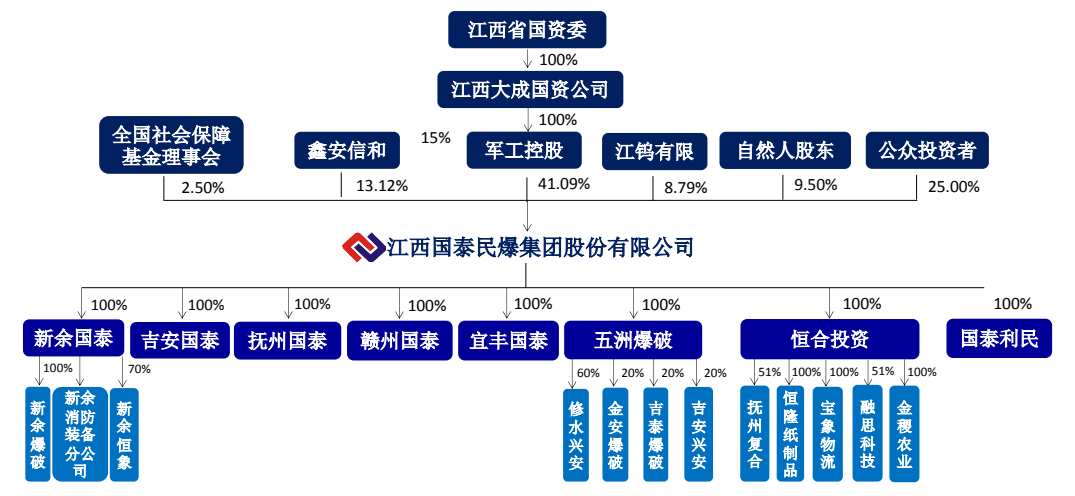 江西省国资委
100%
江西大成国资公司
100%
全国社会保障
基金理事会
鑫安信和
15%
军工控股
江钨有限
自然人股东
公众投资者
2.50%
13.12%
41.09%
8.79%
9.50%
25.00%
江西国泰民爆集团股份有限公司
100%
100%
100%
100%
100%
100%
100%
100%
新余国泰
吉安国泰
抚州国泰
赣州国泰
宜丰国泰
五洲爆破
恒合投资
国泰利民
100%
70%
60%
20%
20%
20%
51%
100%
100%
51%
100%
新余爆破
新余
消防
装备
分公
司
新余恒象
修水兴安
金安爆破
吉泰爆破
吉安兴安
抚州复合
恒隆纸制品
宝象物流
融思科技
金稷农业